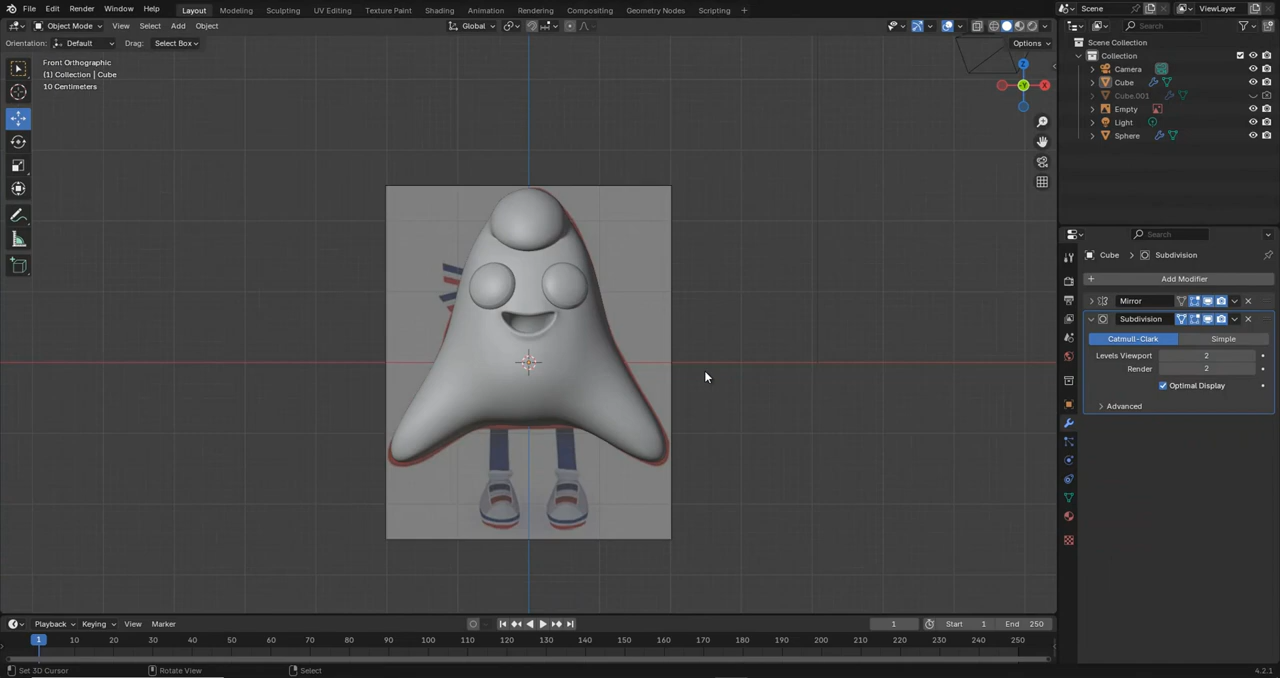 File Edit Render Window Help Layout Modeling Sculpting UV Editing Texture Paint Shading Animation Rendering Compositing Geometry Nodes Scripting + Scene ViewLayer
Object Mode View Select Add Object Global Search
Orientation: Default Drag: Select Box Options
Front Orthographic
(1) Collection | Cube
10 Centimeters
Z
Y
X
Scene Collection
Collection
Camera
Cube
Cube.001
Empty
Light
Sphere
Search
Cube Subdivision
+ Add Modifier
Mirror
Subdivision
Catmull-Clark Simple
Levels Viewport 2
Render 2
Optimal Display
Advanced
Playback Keying View Marker 1 Start 1 End 250
1 10 20 30 40 50 60 70 80 90 100 110 120 130 140 150 160 170 180 190 200 210 220 230 240 250
Set 3D Cursor Rotate View Select 4.2.1